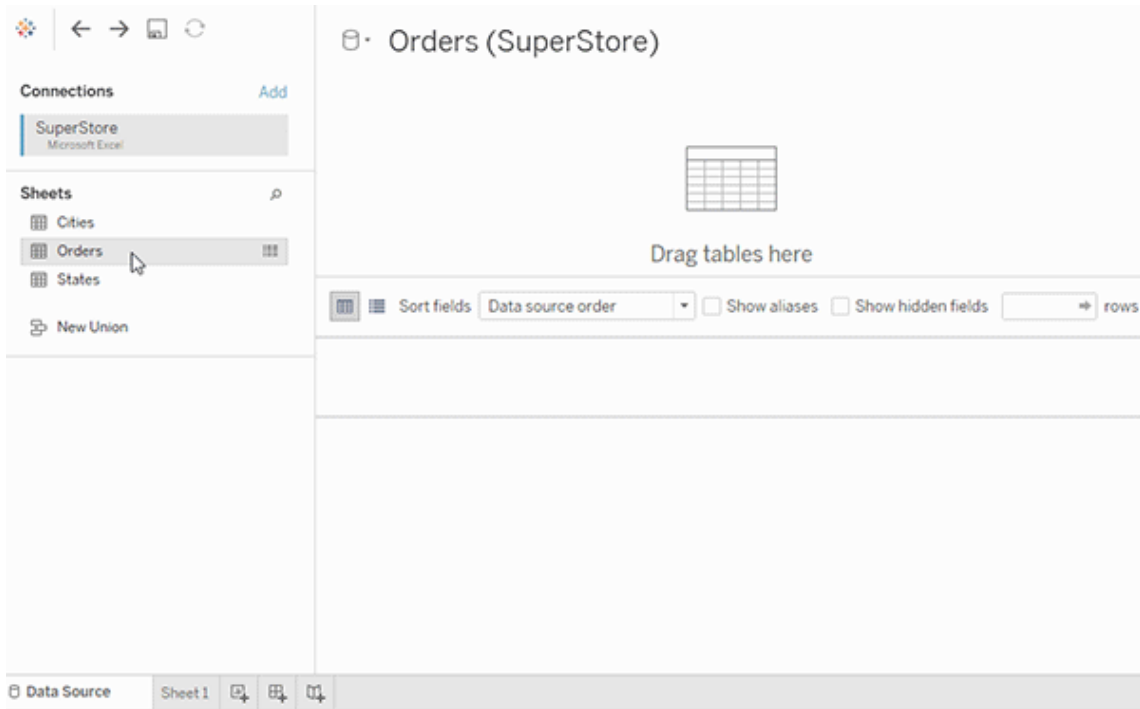 Orders (SuperStore)
Connections
Add
SuperStore
Microsoft Excel
Sheets
Cities
Orders
States
New Union
Drag tables here
Sort fields
Data source order
Show aliases
Show hidden fields
rows
Data Source
Sheet 1